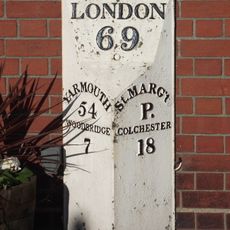 LONDON
69
YARMOUTH
54
WOODBRIDGE
7
St. MARGt.
P.
COLCHESTER
18